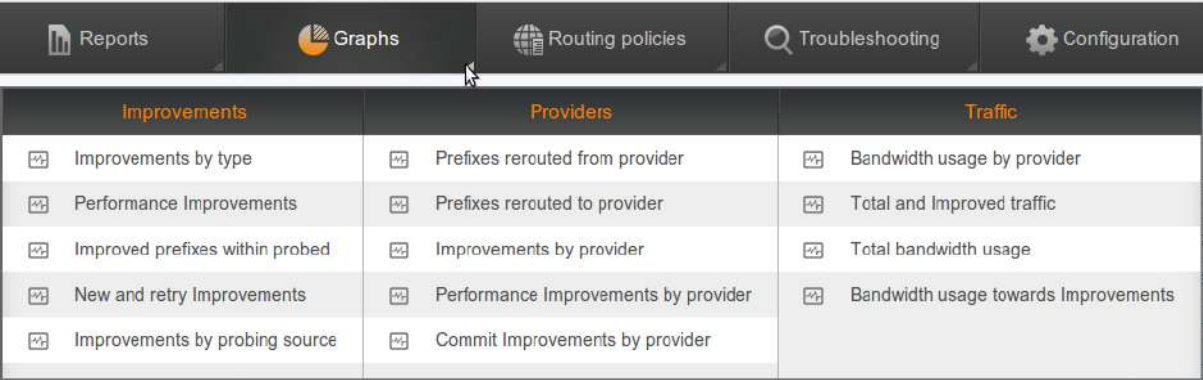 Reports
Graphs
Routing policies
Troubleshooting
Configuration
Improvements
Providers
Traffic
Improvements by type
Prefixes rerouted from provider
Bandwidth usage by provider
Performance Improvements
Prefixes rerouted to provider
Total and Improved traffic
Improved prefixes within probed
Improvements by provider
Total bandwidth usage
New and retry Improvements
Performance Improvements by provider
Bandwidth usage towards Improvements
Improvements by probing source
Commit Improvements by provider